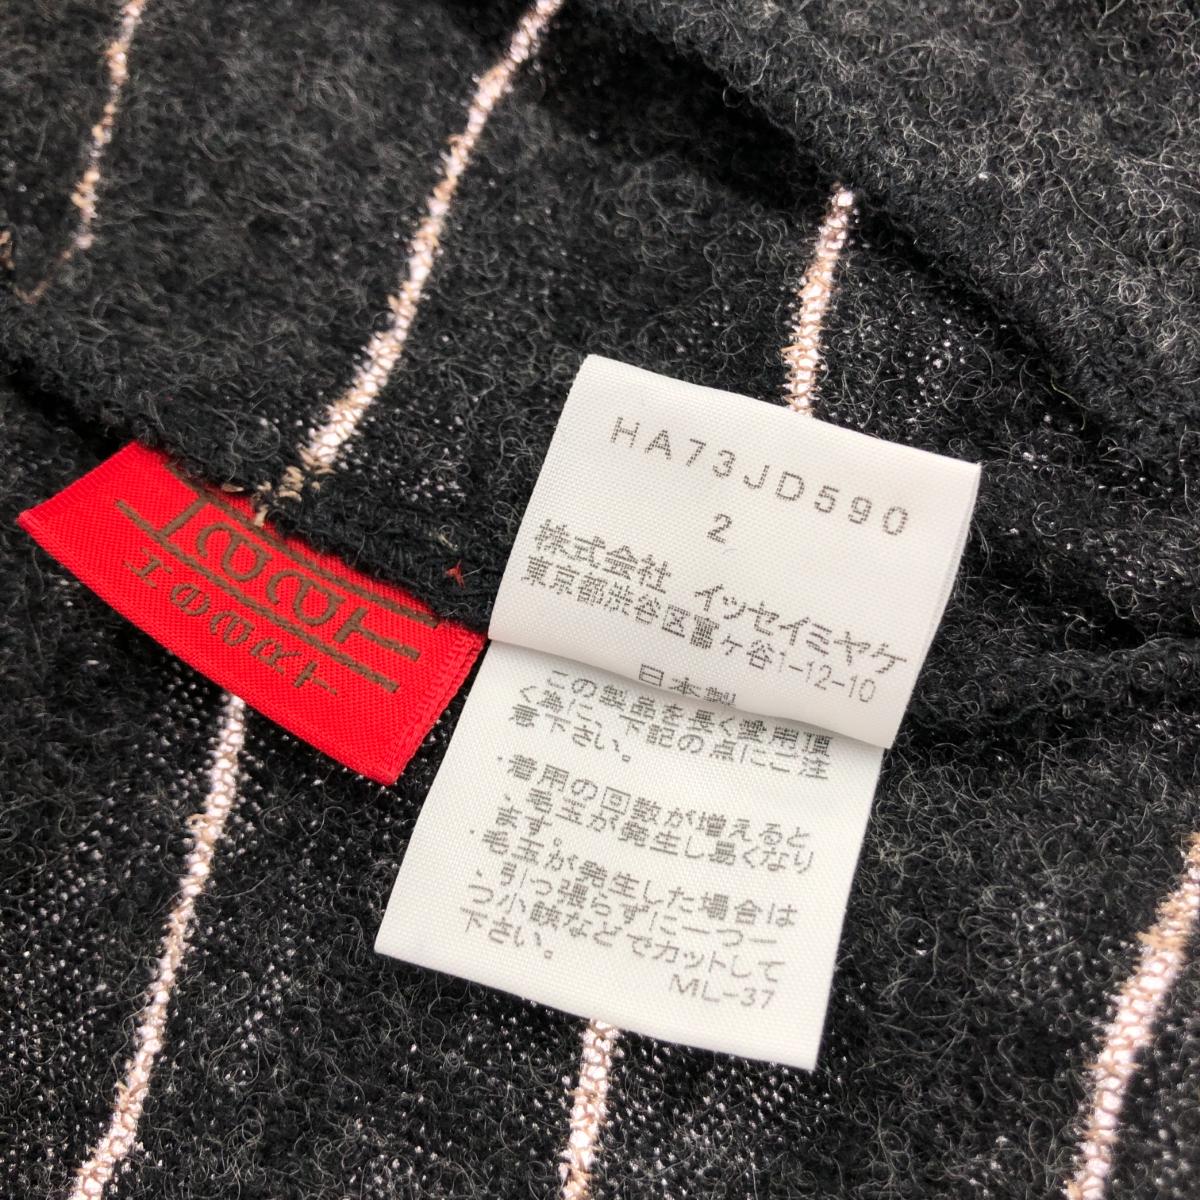 HA73JD590
2
株式会社 イッセイミヤケ
東京都渋谷区富ヶ谷1-12-10
日本製
この製品を長く愛用頂
く為に、下記の点にご注
意下さい。
・着用の回数が増えると
、毛玉が発生し易くなり
ます。
・毛玉が発生した場合は
、引っ張らずに一つ一
つ小鋏などでカットして
下さい。
ML-37
HaaT